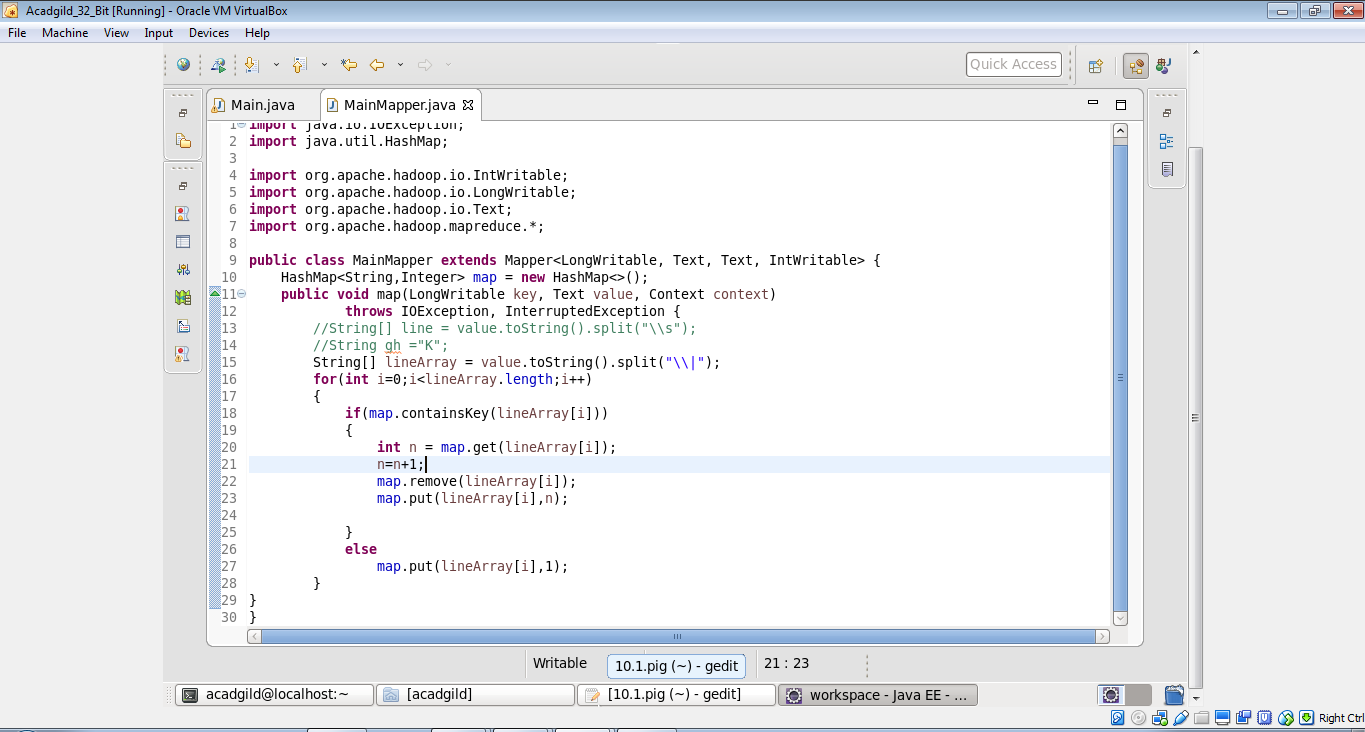 Acadgild_32_Bit [Running] - Oracle VM VirtualBox
File Machine View Input Devices Help
Quick Access
Main.java MainMapper.java
1 import java.io.IOException;
2 import java.util.HashMap;
3
4 import org.apache.hadoop.io.IntWritable;
5 import org.apache.hadoop.io.LongWritable;
6 import org.apache.hadoop.io.Text;
7 import org.apache.hadoop.mapreduce.*;
8
9 public class MainMapper extends Mapper<LongWritable, Text, Text, IntWritable> {
10 HashMap<String,Integer> map = new HashMap<>();
11 public void map(LongWritable key, Text value, Context context)
12 throws IOException, InterruptedException {
13 //String[] line = value.toString().split("\\s");
14 //String gh ="K";
15 String[] lineArray = value.toString().split("\\|");
16 for(int i=0;i<lineArray.length;i++)
17 {
18 if(map.containsKey(lineArray[i]))
19 {
20 int n = map.get(lineArray[i]);
21 n=n+1;
22 map.remove(lineArray[i]);
23 map.put(lineArray[i],n);
24
25 }
26 else
27 map.put(lineArray[i],1);
28 }
29 }
30 }
Writable 10.1.pig (~) - gedit 21 : 23
acadgild@localhost:~ [acadgild] [10.1.pig (~) - gedit] workspace - Java EE - ...
Right Ctrl